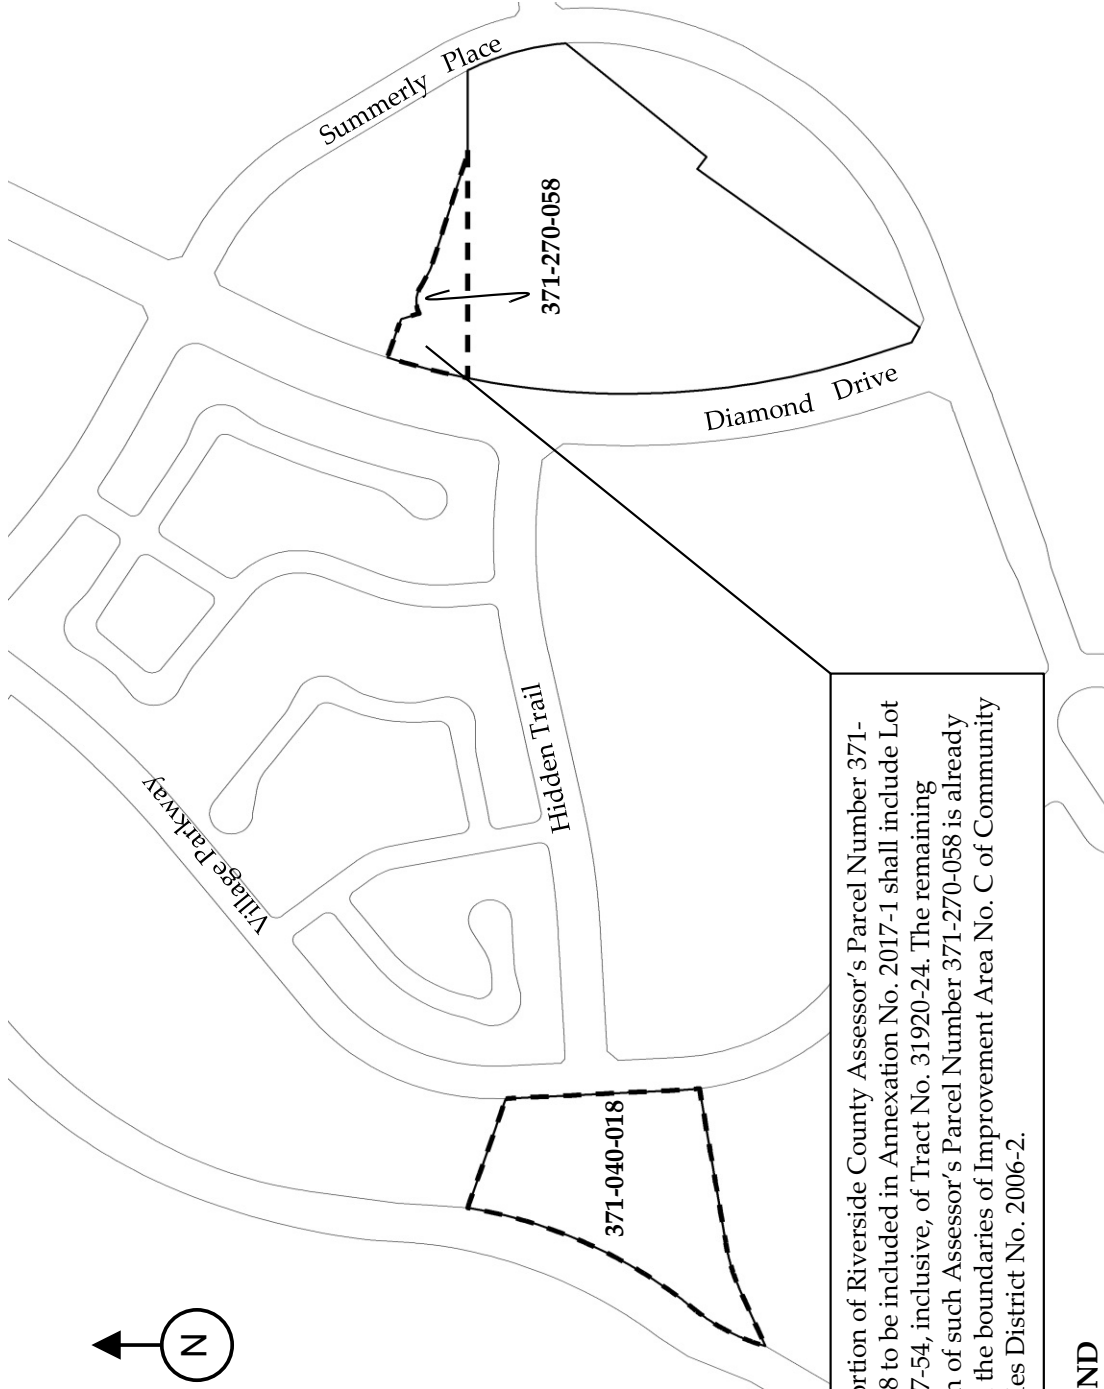 Summerly Place
371-270-058
Diamond Drive
Hidden Trail
Village Parkway
371-040-018
N
of Riverside County Assessor's Parcel Number 371-
8 to be included in Annexation No. 2017-1 shall include Lot
7-54, inclusive, of Tract No. 31920-24. The remaining
of such Assessor's Parcel Number 371-270-058 is already
the boundaries of Improvement Area No. C of Community
District No. 2006-2.